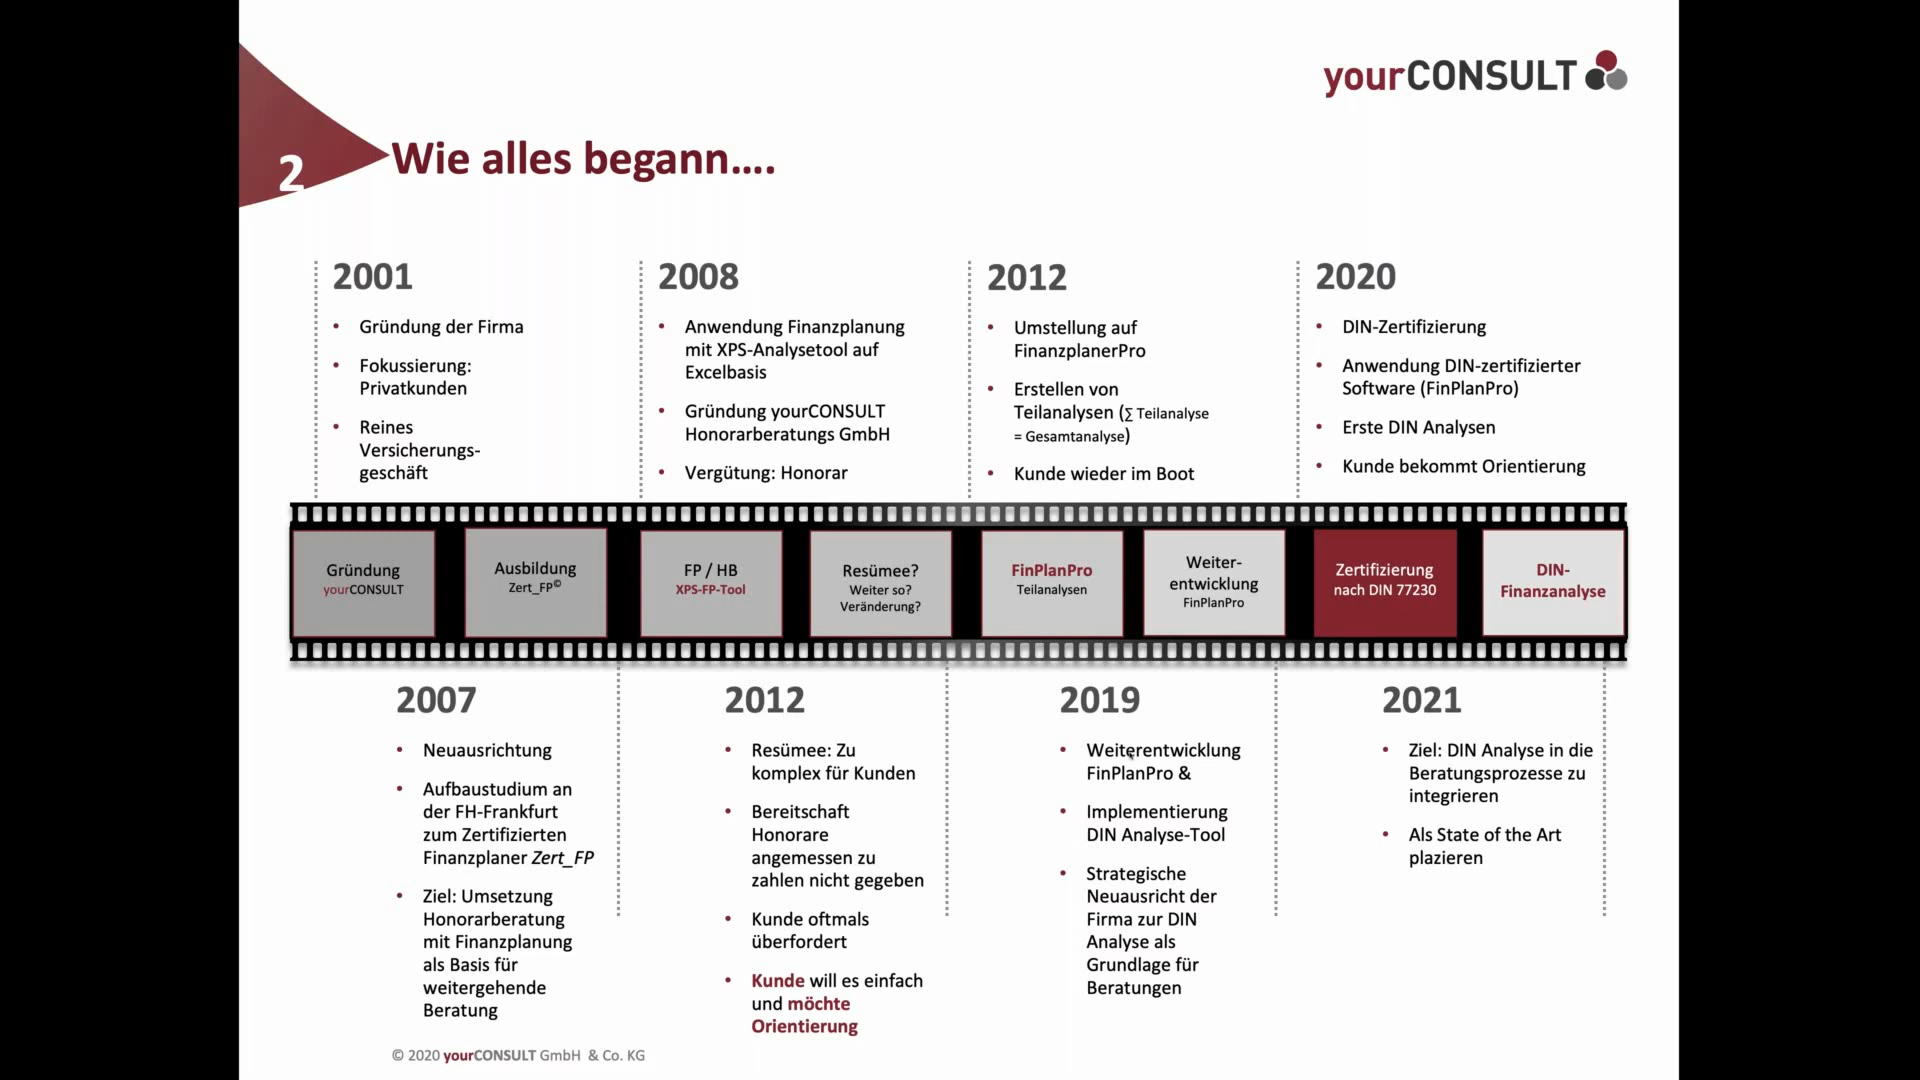 yourCONSULT
2
Wie alles begann....
2001
• Gründung der Firma
• Fokussierung:
Privatkunden
• Reines
Versicherungs-
geschäft
2008
• Anwendung Finanzplanung
mit XPS-Analysetool auf
Excelbasis
• Gründung yourCONSULT
Honorarberatungs GmbH
• Vergütung: Honorar
2012
• Umstellung auf
FinanzplanerPro
• Erstellen von
Teilanalysen (∑ Teilanalyse
= Gesamtanalyse)
• Kunde wieder im Boot
2020
• DIN-Zertifizierung
• Anwendung DIN-zertifizierter
Software (FinPlanPro)
• Erste DIN Analysen
• Kunde bekommt Orientierung
Gründung
yourCONSULT
Ausbildung
Zert_FP©
FP / HB
XPS-FP-Tool
Resümee?
Weiter so?
Veränderung?
FinPlanPro
Teilanalysen
Weiter-
entwicklung
FinPlanPro
Zertifizierung
nach DIN 77230
DIN-
Finanzanalyse
2007
• Neuausrichtung
• Aufbaustudium an
der FH-Frankfurt
zum Zertifizierten
Finanzplaner Zert_FP
• Ziel: Umsetzung
Honorarberatung
mit Finanzplanung
als Basis für
weitergehende
Beratung
2012
• Resümee: Zu
komplex für Kunden
• Bereitschaft
Honorare
angemessen zu
zahlen nicht gegeben
• Kunde oftmals
überfordert
• Kunde will es einfach
und möchte
Orientierung
2019
• Weiterentwicklung
FinPlanPro &
• Implementierung
DIN Analyse-Tool
• Strategische
Neuausricht der
Firma zur DIN
Analyse als
Grundlage für
Beratungen
2021
• Ziel: DIN Analyse in die
Beratungsprozesse zu
integrieren
• Als State of the Art
plazieren
© 2020 yourCONSULT GmbH & Co. KG